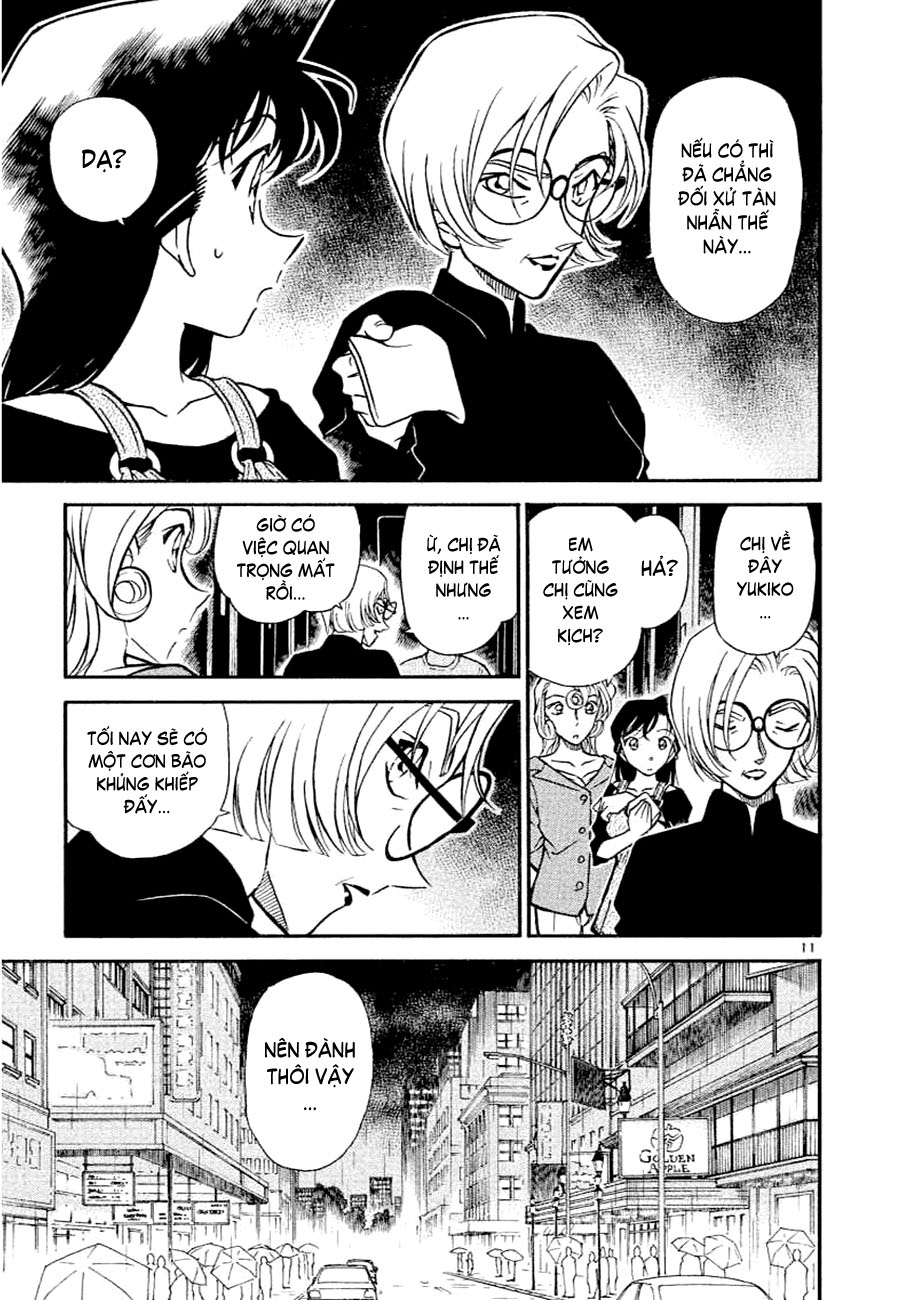 NẾU CÓ THÌ
ĐÃ CHẲNG
ĐỐI XỬ TÀN
NHẪN THẾ
NÀY...
DẠ?
CHỊ VỀ
ĐÂY
YUKIKO
...
HẢ?
EM
TƯỚNG
CHỊ CŨNG
XEM
KỊCH?
Ừ, CHỊ ĐÃ
ĐỊNH THẾ
NHƯNG
...
GIỜ CÓ
VIỆC QUAN
TRỌNG MẤT
RỒI...
TỐI NAY SẼ CÓ
MỘT CƠN BÃO
KHỦNG KHIẾP
ĐẤY...
11
NÊN ĐÀNH
THÔI VẬY
...
GOLDEN
APPLE